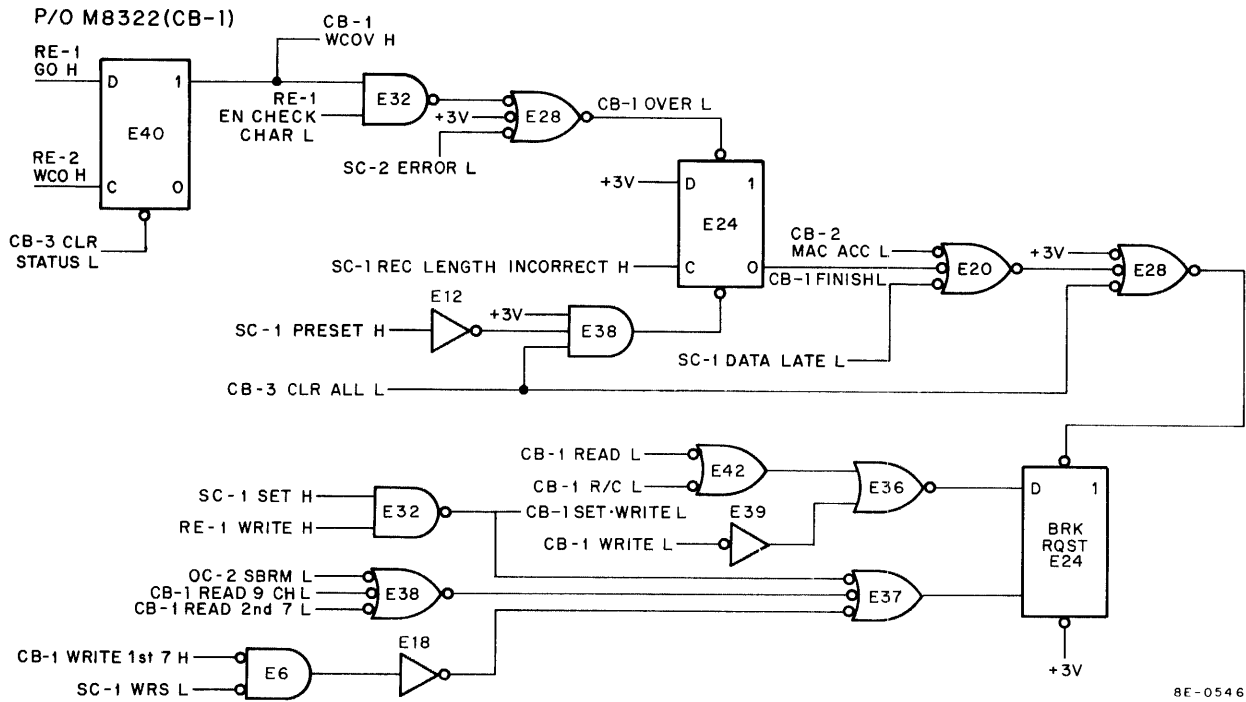 P/O M8322(CB-1)
CB-1
WCOV H
RE-1
GO H
D
1
E40
RE-2
WCO H
C
O
CB-3 CLR
STATUS L
RE-1
EN CHECK
CHAR L
E32
+3V
E28
SC-2 ERROR L
CB-1 OVER L
+3V
D
1
E24
SC-1 REC LENGTH INCORRECT H
C
O
CB-2
MAC ACC L
CB-1 FINISH L
E20
+3V
E28
E12
+3V
SC-1 PRESET H
E38
SC-1 DATA LATE L
CB-3 CLR ALL L
CB-1 READ L
CB-1 R/C L
E42
E36
SC-1 SET H
RE-1 WRITE H
E32
CB-1 SET·WRITE L
E39
CB-1 WRITE L
D
1
BRK
RQST
E24
OC-2 SBRM L
CB-1 READ 9 CH L
CB-1 READ 2nd 7 L
E38
E37
E18
CB-1 WRITE 1st 7 H
SC-1 WRS L
E6
+3V
8E-0546